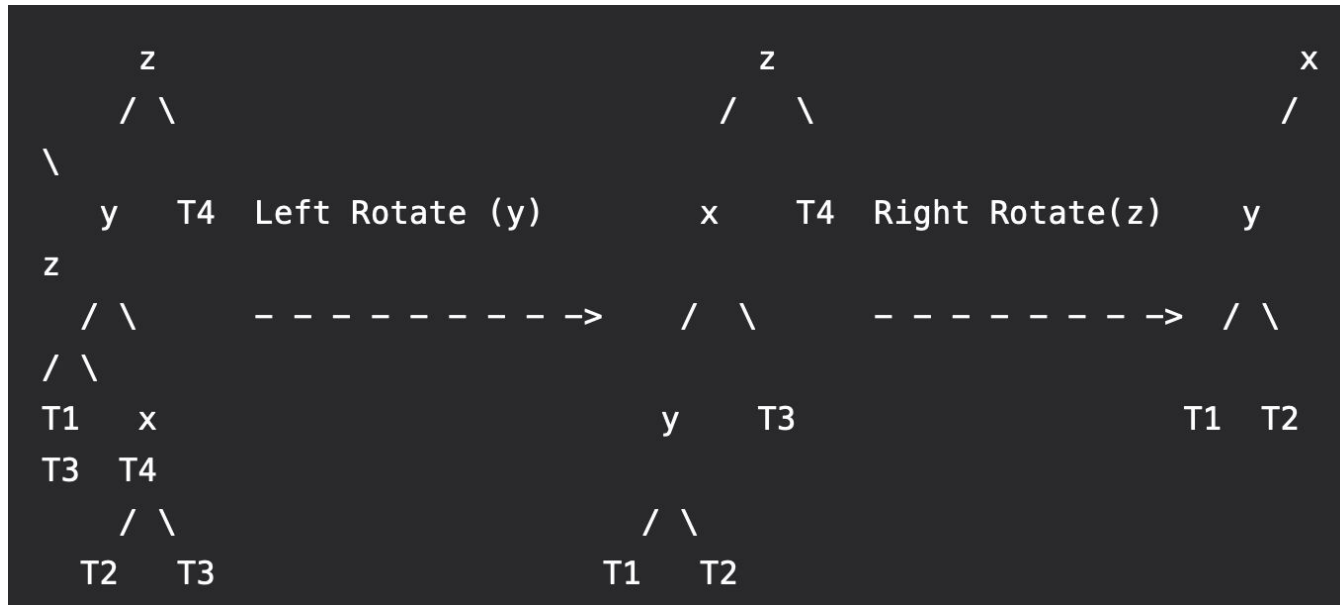 z                                z                           x
    / \                             /   \                        /
\
   y   T4  Left Rotate (y)        x    T4  Right Rotate(z)    y
z
  / \      - - - - - - - - ->    /  \      - - - - - - - -> / \
/ \
T1   x                          y    T3                    T1  T2
T3  T4
    / \                        / \
  T2   T3                    T1   T2